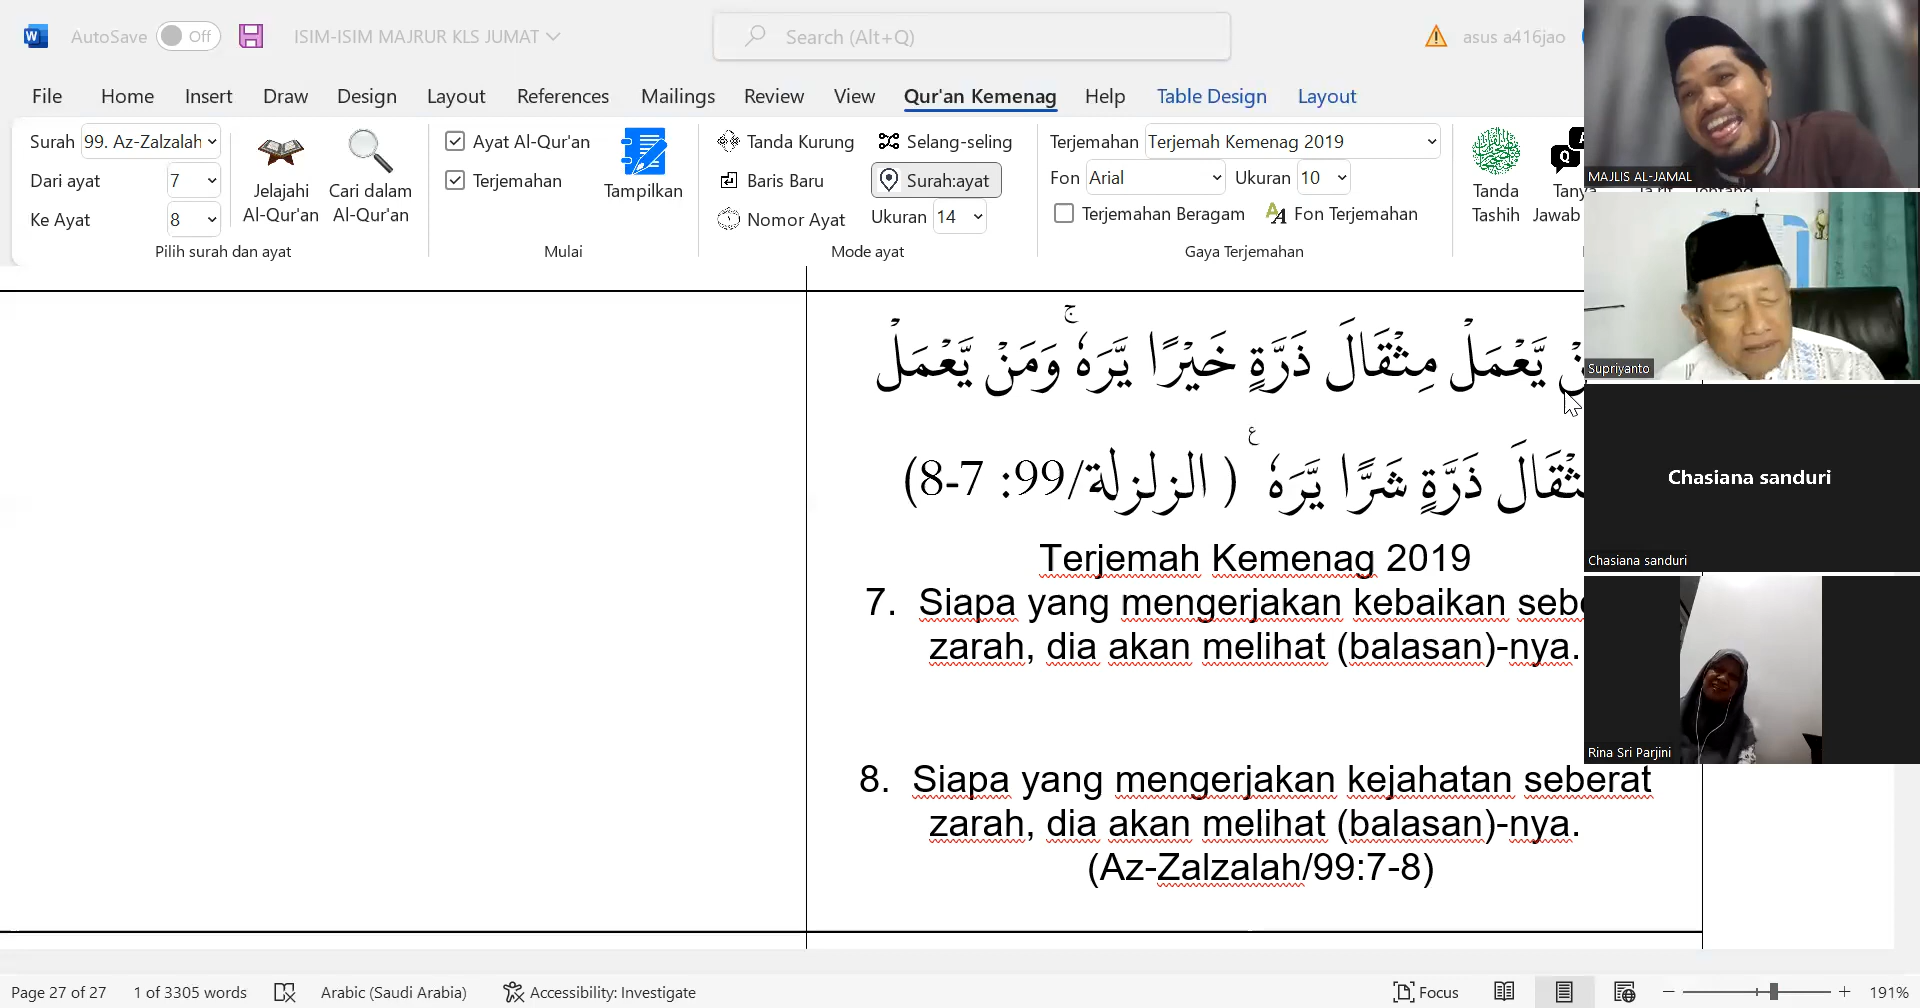 AutoSave Off ISIM-ISIM MAJRUR KLS JUMAT Search (Alt+Q) asus a416jao
File Home Insert Draw Design Layout References Mailings Review View Qur'an Kemenag Help Table Design Layout
Surah 99. Az-Zalzalah
Dari ayat 7
Ke Ayat 8
Jelajahi Al-Qur'an
Cari dalam Al-Qur'an
Pilih surah dan ayat
Ayat Al-Qur'an
Terjemahan
Tampilkan
Mulai
Tanda Kurung Selang-seling
Baris Baru Surah:ayat
Nomor Ayat Ukuran 14
Mode ayat
Terjemahan Terjemah Kemenag 2019
Fon Arial Ukuran 10
Terjemahan Beragam Fon Terjemahan
Gaya Terjemahan
Tanda Tashih
Jawab
MAJLIS AL-JAMAL
Supriyanto
Chasiana sanduri
Chasiana sanduri
Rina Sri Parjini
يَّعْمَلْ مِثْقَالَ ذَرَّةٍ خَيْرًا يَّرَهٗۚ وَمَنْ يَّعْمَلْ
ذَرَّةٍ شَرًّا يَّرَهٗ ࣖ ( الزلزلة/99: 7-8)
Terjemah Kemenag 2019
7. Siapa yang mengerjakan kebaikan
zarah, dia akan melihat (balasan)-nya.
8. Siapa yang mengerjakan kejahatan seberat
zarah, dia akan melihat (balasan)-nya.
(Az-Zalzalah/99:7-8)
Page 27 of 27 1 of 3305 words Arabic (Saudi Arabia) Accessibility: Investigate Focus 191%